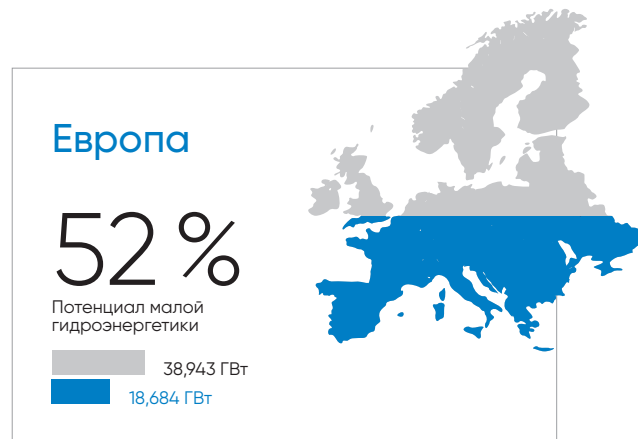 Европа
52 %
Потенциал малой
гидроэнергетики
38,943 ГВт
18,684 ГВт